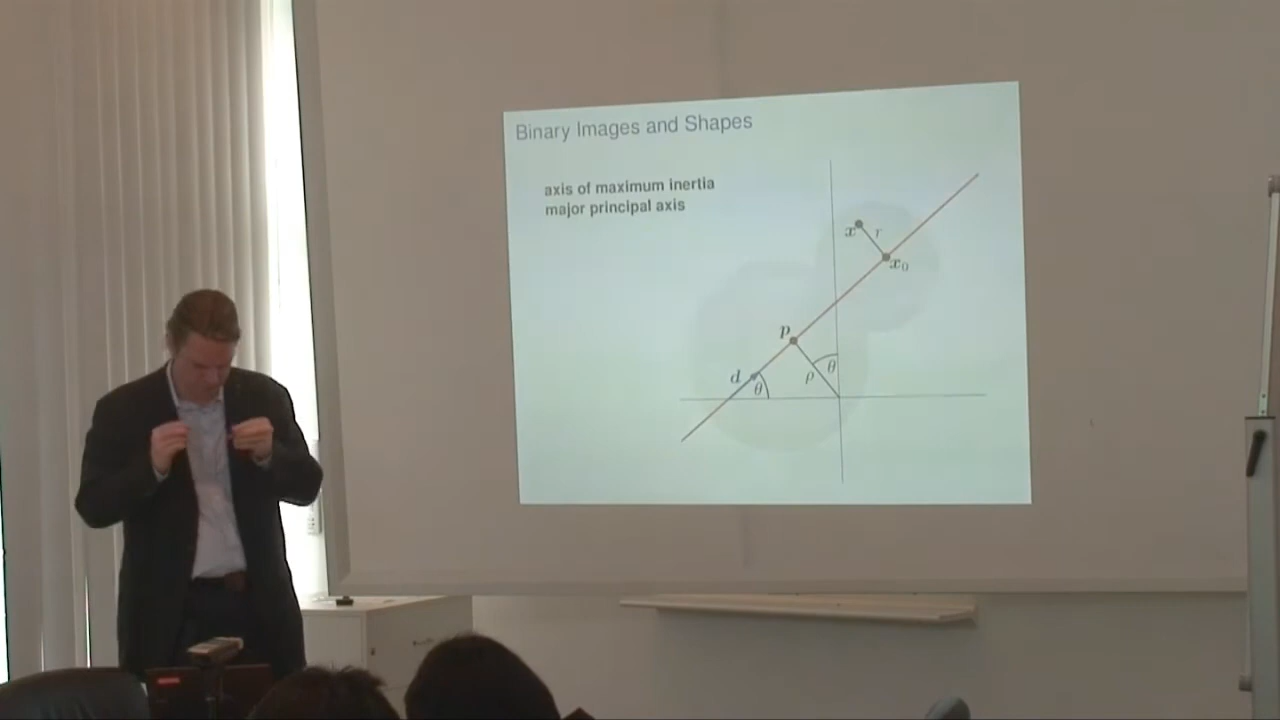 Binary Images and Shapes
axis of maximum inertia
major principal axis
x
r
x₀
p
d
θ
ρ
θ